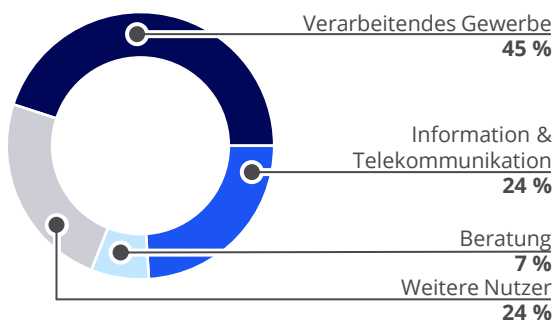 Verarbeitendes Gewerbe
45 %
Information &
Telekommunikation
24 %
Beratung
7 %
Weitere Nutzer
24 %